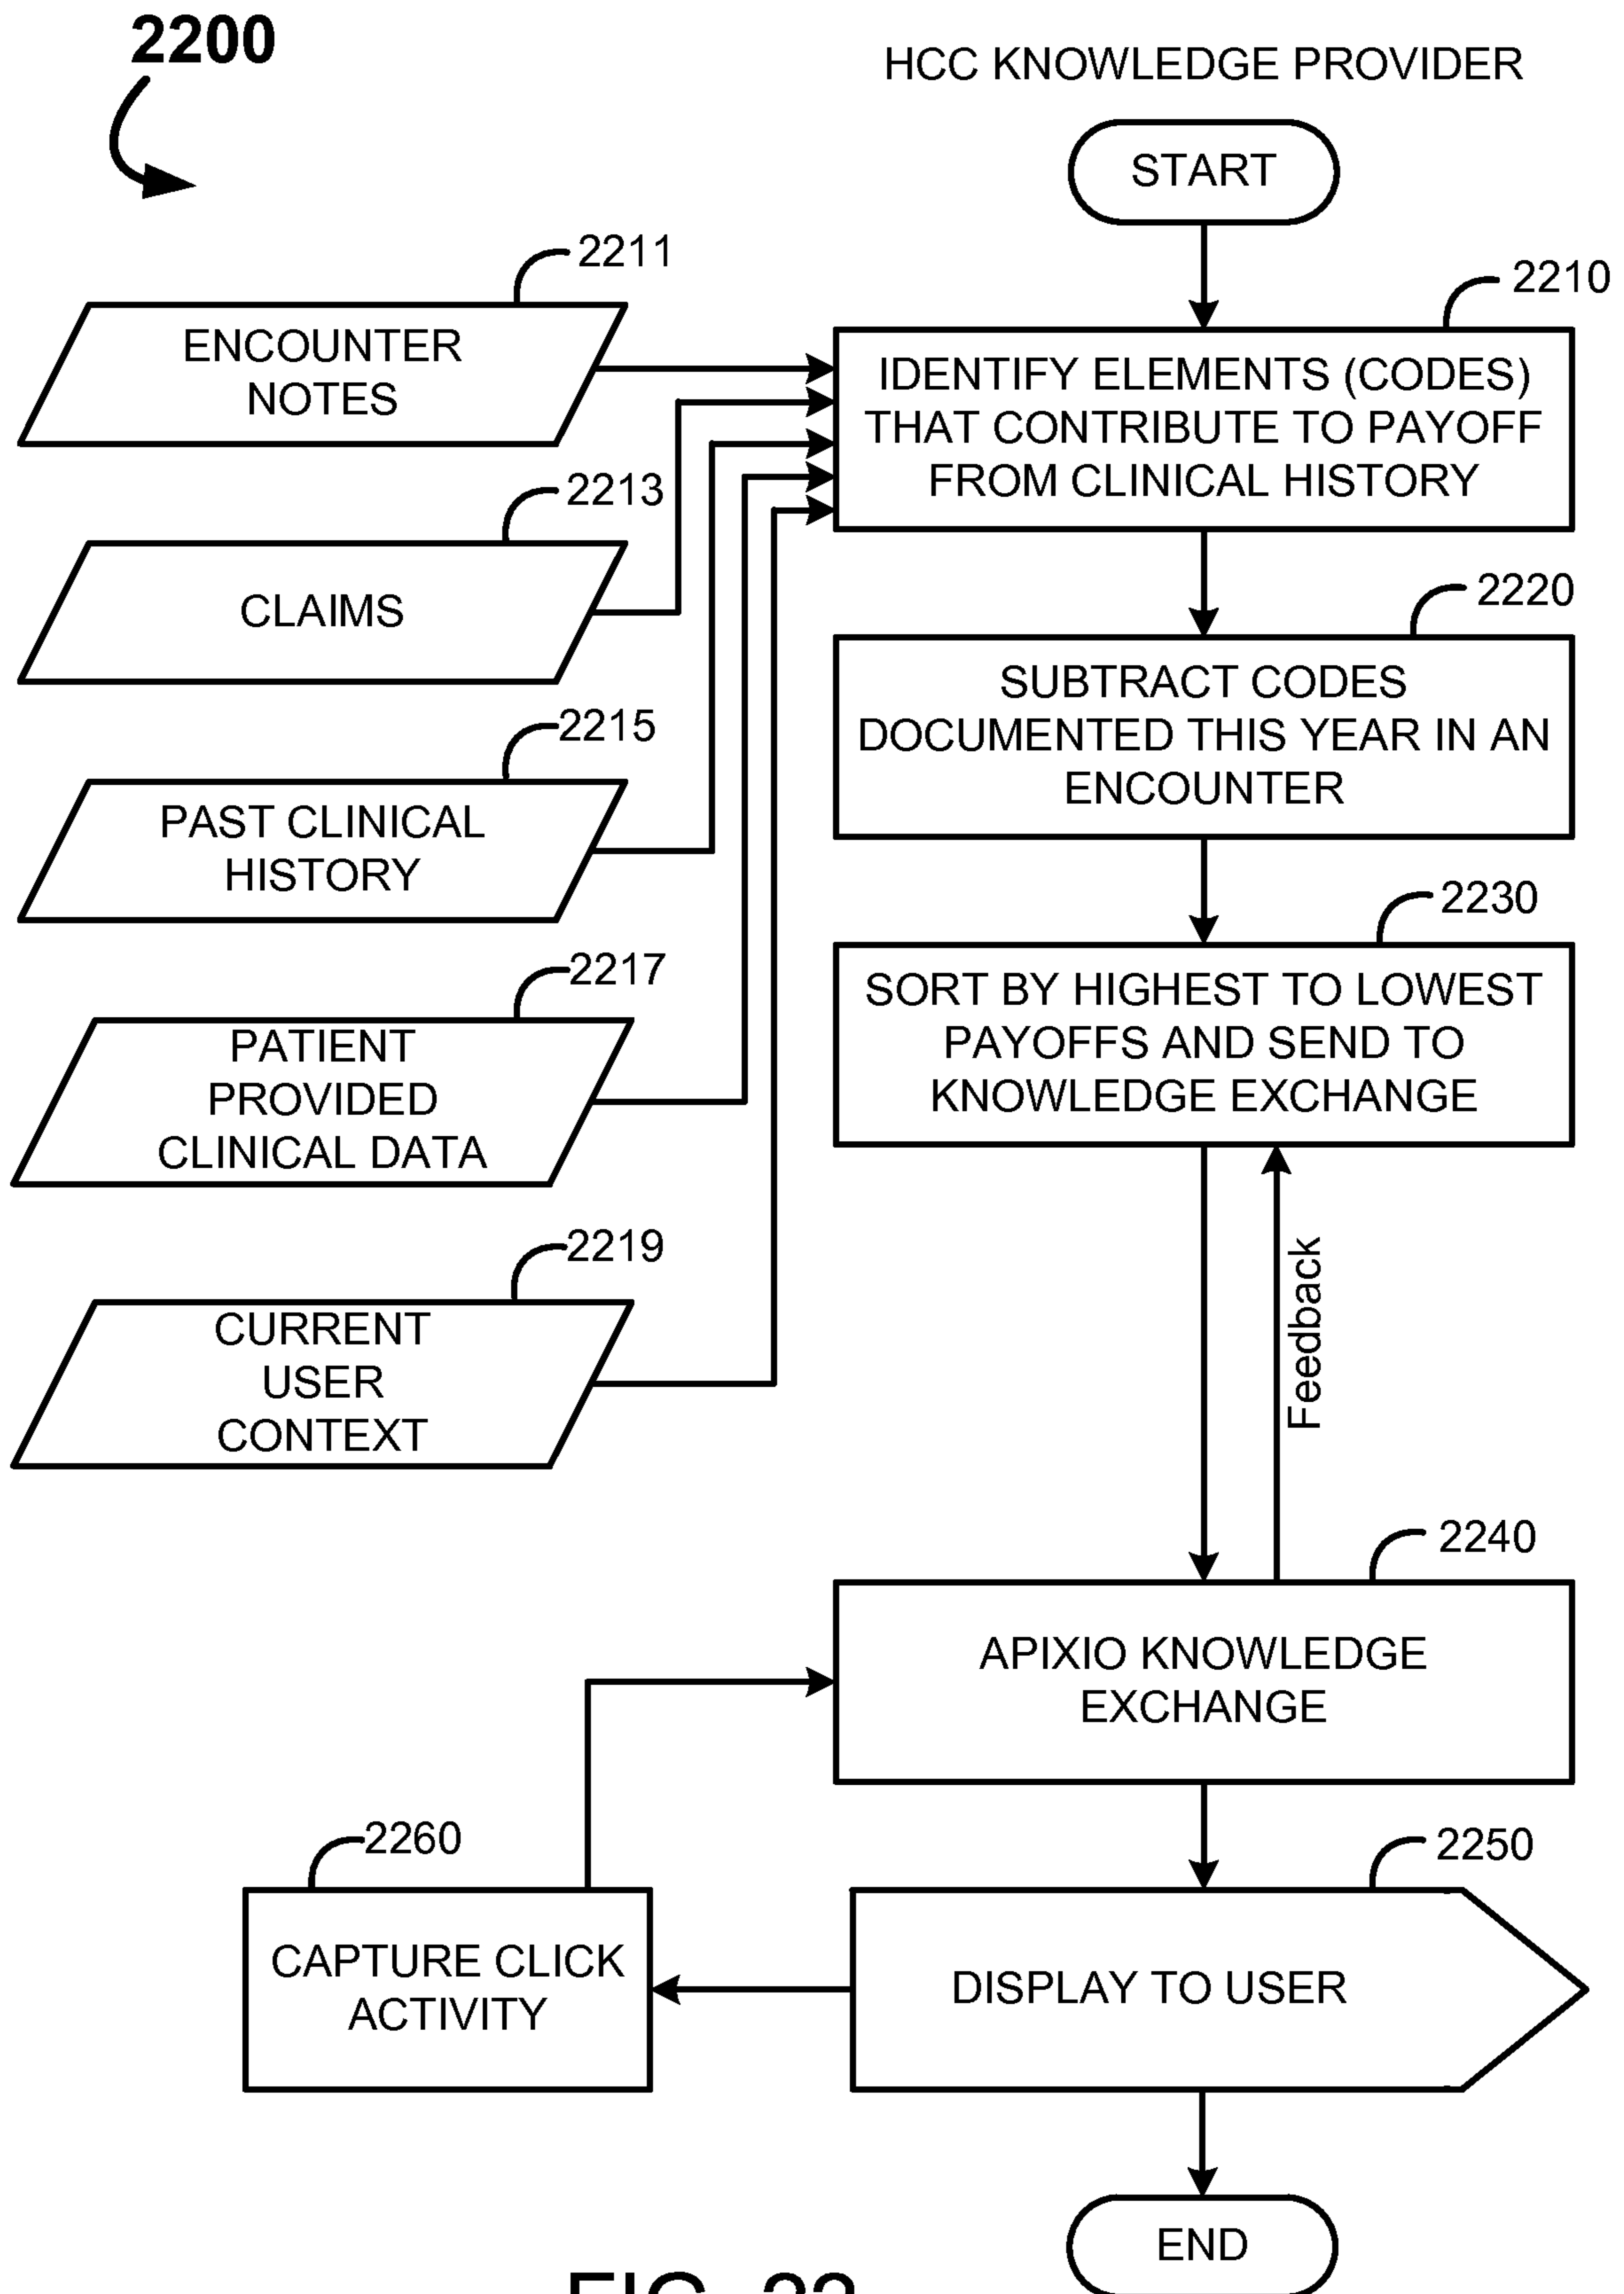 2200
HCC KNOWLEDGE PROVIDER
START
2211
ENCOUNTER
NOTES
2210
IDENTIFY ELEMENTS (CODES)
THAT CONTRIBUTE TO PAYOFF
FROM CLINICAL HISTORY
2213
CLAIMS
2220
SUBTRACT CODES
DOCUMENTED THIS YEAR IN AN
ENCOUNTER
2215
PAST CLINICAL
HISTORY
2230
SORT BY HIGHEST TO LOWEST
PAYOFFS AND SEND TO
KNOWLEDGE EXCHANGE
2217
PATIENT
PROVIDED
CLINICAL DATA
2219
CURRENT
USER
CONTEXT
Feedback
2240
APIXIO KNOWLEDGE
EXCHANGE
2260
CAPTURE CLICK
ACTIVITY
2250
DISPLAY TO USER
END
FIG. 22